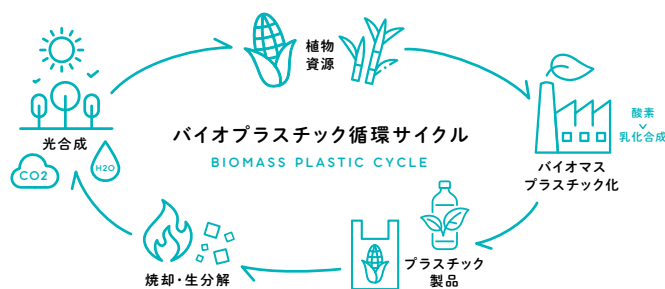 植物
資源
酸素
乳化合成
光合成
バイオプラスチック循環サイクル
BIOMASS PLASTIC CYCLE
CO2
H2O
バイオマス
プラスチック化
プラスチック
製品
焼却・生分解